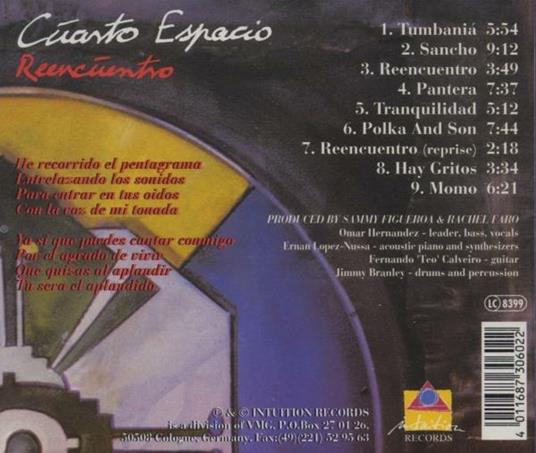 Cuarto Espacio
Reencuentro
1. Tumbaniá 5:54
2. Sancho 9:12
3. Reencuentro 3:49
4. Pantera 7:37
5. Tranquilidad 5:12
6. Polka And Son 7:44
7. Reencuentro (reprise) 2:18
8. Hay Gritos 3:34
9. Momo 6:21
He recorrido el pentagrama
Entrelazando los sonidos
Para entrar en tus oidos
Con la voz de mi tonada
Ya si que puedes cantar conmigo
Por el agrado de vivir
Que quizas al aplaudir
Tu sera el aplaudido
PRODUCED BY SAMMY FIGUEROA & RACHEL FARO
Omar Hernandez - leader, bass, vocals
Ernan Lopez-Nussa - acoustic piano and synthesizers
Fernando 'Teo' Calveiro - guitar
Jimmy Branley - drums and percussion
LC 8399
℗ & © INTUITION RECORDS
is a division of VMG. P.O.Box 27 01 26.
50508 Cologne. Germany. Fax:(49)(221) 52 95 63
intuition
RECORDS
4 011687 306022